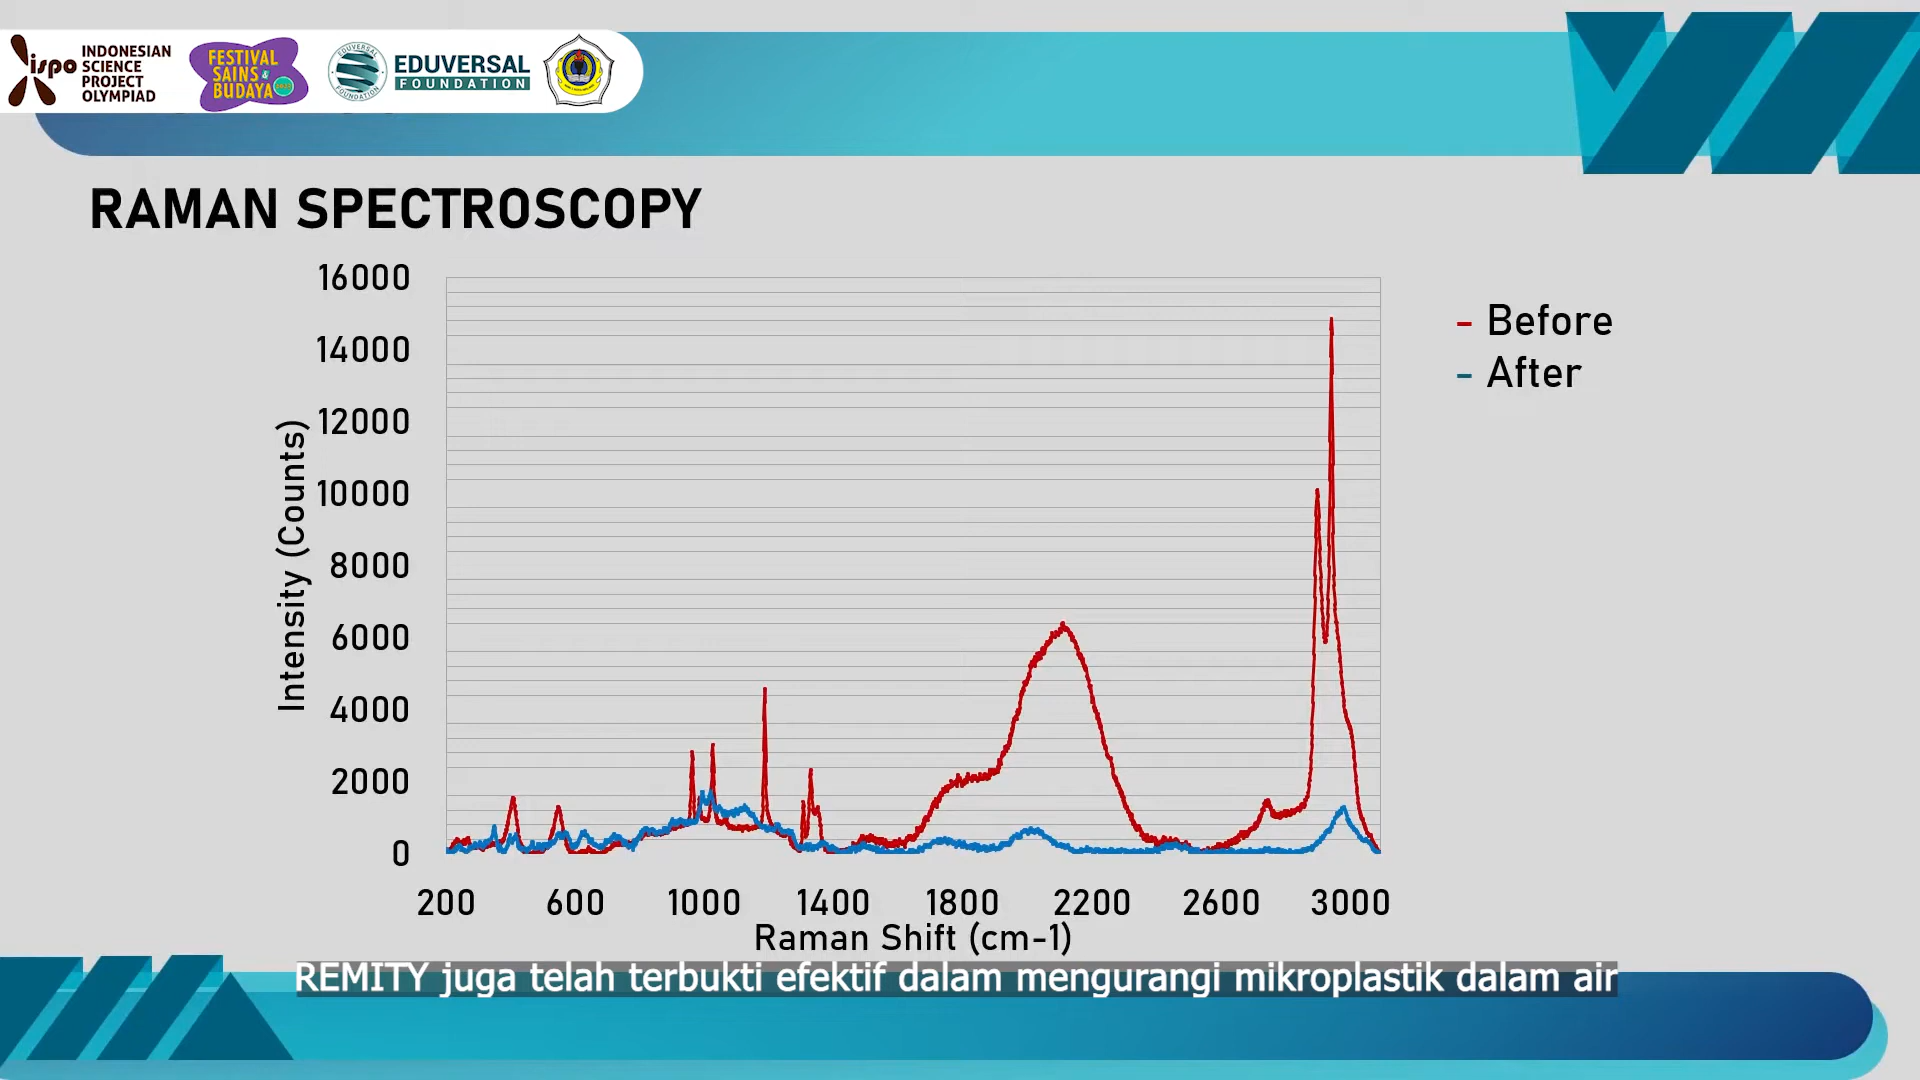 ispo
INDONESIAN
SCIENCE
PROJECT
OLYMPIAD
FESTIVAL
SAINS &
BUDAYA
EDUVERSAL
FOUNDATION
EDUVERSAL
FOUNDATION
RAMAN SPECTROSCOPY
16000
14000
12000
10000
8000
6000
4000
2000
0
Intensity (Counts)
Before
After
200 600 1000 1400 1800 2200 2600 3000
Raman Shift (cm-1)
REMITY juga telah terbukti efektif dalam mengurangi mikroplastik dalam air